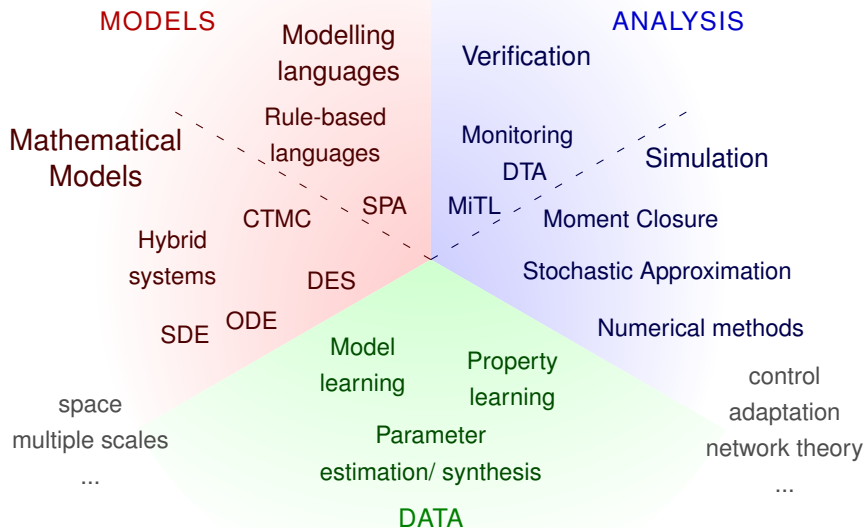 MODELS
Modelling
languages
Rule-based
languages
Mathematical
Models
SPA
CTMC
Hybrid
systems
DES
ODE
SDE
space
multiple scales
...
ANALYSIS
Verification
Monitoring
DTA
MiTL
Simulation
Moment Closure
Stochastic Approximation
Numerical methods
control
adaptation
network theory
...
Model
learning
Property
learning
Parameter
estimation/ synthesis
DATA